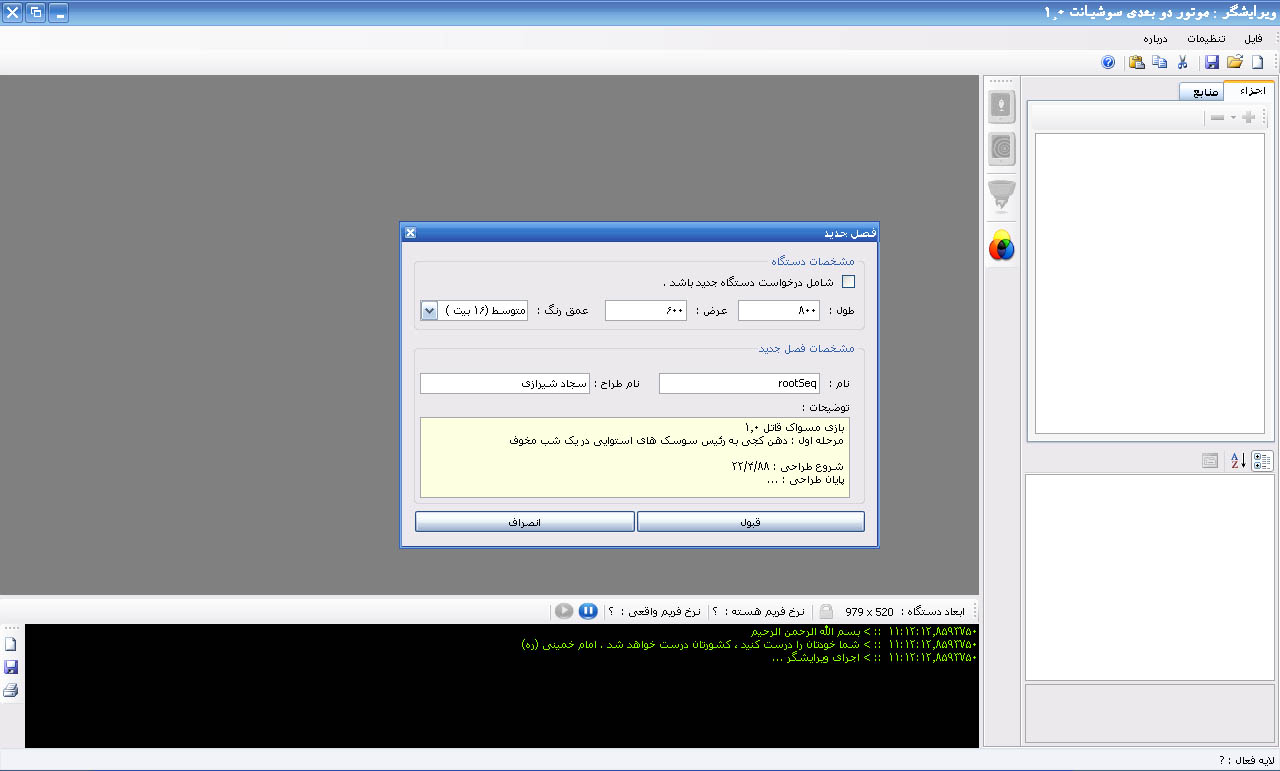 ویرایشگر : موتور دو بعدی سوشیانت ۱٫۰
فایل تنظیمات درباره
اجزاء منابع
فصل جدید
مشخصات دستگاه
شامل درخواست دستگاه جدید باشد .
طول : ۸۰۰ عرض : ۶۰۰ عمق رنگ : متوسط (۱۶ بیت )
مشخصات فصل جدید
نام : rootSeq نام طراح : سجاد شیرازی
توضیحات :
بازی مسواک قاتل ۱٫۰
مرحله اول : دهن کجی به رئیس سوسک های استوایی در یک شب مخوف
شروع طراحی : ۲۲/۴/۸۸
پایان طراحی : ...
قبول انصراف
ابعاد دستگاه : 979 x 520 نرخ فریم هسته : ؟ نرخ فریم واقعی : ؟
۱۱:۱۲:۱۲٫۸۵۹۳۷۵۰ :: > بسم الله الرحمن الرحیم
۱۱:۱۲:۱۲٫۸۵۹۳۷۵۰ :: > شما خودتان را درست کنید ، کشورتان درست خواهد شد . امام خمینی (ره)
۱۱:۱۲:۱۲٫۸۵۹۳۷۵۰ :: > اجرای ویرایشگر ...
لایه فعال : ?